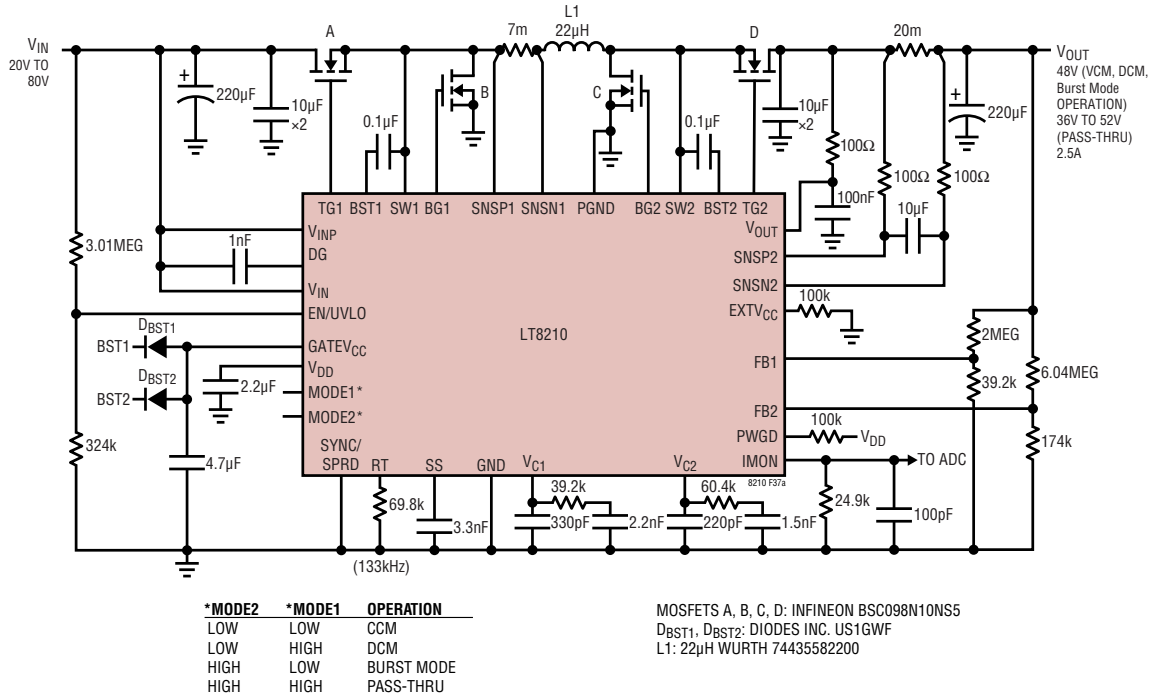 L1
22µH
7m
20m
A
D
VIN
20V TO
80V
VOUT
48V (VCM, DCM,
Burst Mode
OPERATION)
36V TO 52V
(PASS-THRU)
2.5A
+
220µF
10µF
×2
B
C
0.1µF
0.1µF
10µF
×2
+
220µF
100Ω
100Ω
100Ω
100nF
10µF
TG1 BST1 SW1 BG1 SNSP1 SNSN1 PGND BG2 SW2 BST2 TG2
VINP
DG
VIN
EN/UVLO
GATEVCC
VDD
MODE1*
MODE2*
SYNC/
SPRD
RT
SS
GND
VC1
VC2
LT8210
VOUT
SNSP2
SNSN2
EXTVCC
FB1
FB2
PWGD
IMON
8210 F37a
3.01MEG
1nF
DBST1
BST1
DBST2
BST2
2.2µF
324k
4.7µF
100k
2MEG
39.2k
6.04MEG
174k
100k
VDD
TO ADC
69.8k
3.3nF
39.2k
330pF
2.2nF
60.4k
220pF
1.5nF
24.9k
100pF
(133kHz)
*MODE2 *MODE1 OPERATION
LOW LOW CCM
LOW HIGH DCM
HIGH LOW BURST MODE
HIGH HIGH PASS-THRU
MOSFETS A, B, C, D: INFINEON BSC098N10NS5
DBST1, DBST2: DIODES INC. US1GWF
L1: 22µH WURTH 74435582200